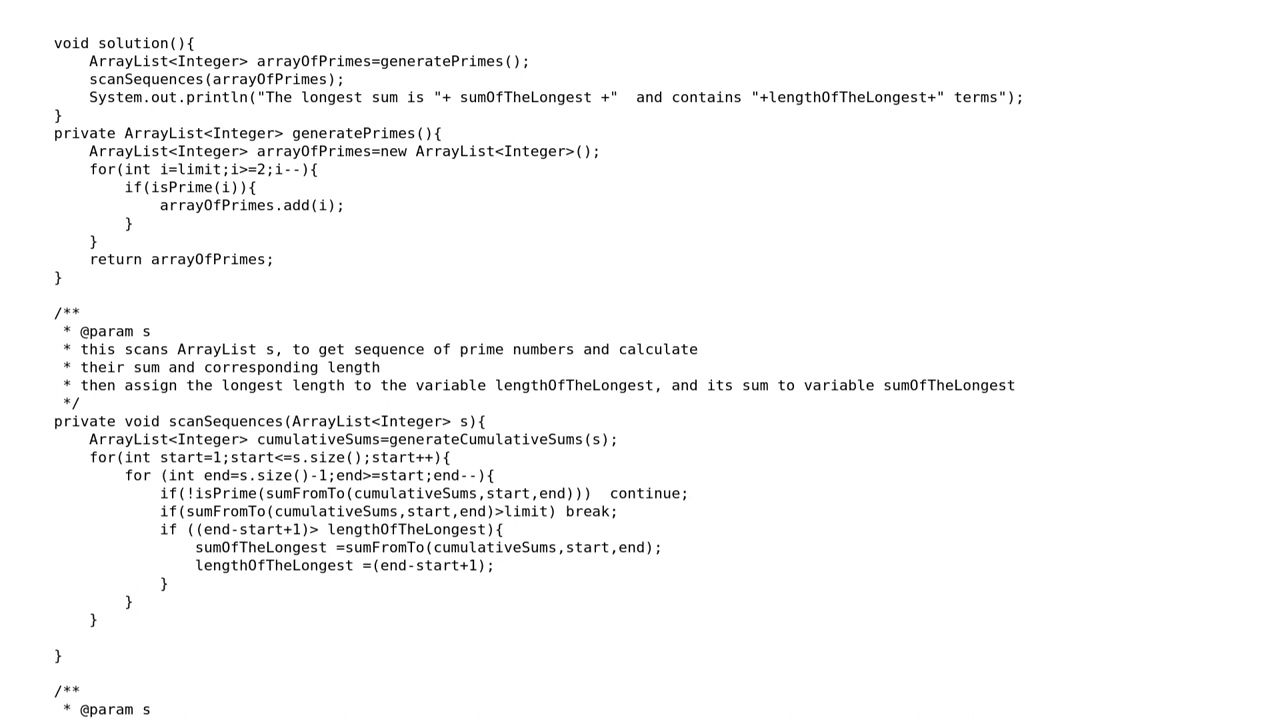 void solution(){
    ArrayList<Integer> arrayOfPrimes=generatePrimes();
    scanSequences(arrayOfPrimes);
    System.out.println("The longest sum is "+ sumOfTheLongest +"  and contains "+lengthOfTheLongest+" terms");
}
private ArrayList<Integer> generatePrimes(){
    ArrayList<Integer> arrayOfPrimes=new ArrayList<Integer>();
    for(int i=limit;i>=2;i--){
        if(isPrime(i)){
            arrayOfPrimes.add(i);
        }
    }
    return arrayOfPrimes;
}

/**
 * @param s
 * this scans ArrayList s, to get sequence of prime numbers and calculate
 * their sum and corresponding length
 * then assign the longest length to the variable lengthOfTheLongest, and its sum to variable sumOfTheLongest
 */
private void scanSequences(ArrayList<Integer> s){
    ArrayList<Integer> cumulativeSums=generateCumulativeSums(s);
    for(int start=1;start<=s.size();start++){
        for (int end=s.size()-1;end>=start;end--){
            if(!isPrime(sumFromTo(cumulativeSums,start,end)))  continue;
            if(sumFromTo(cumulativeSums,start,end)>limit) break;
            if ((end-start+1)> lengthOfTheLongest){
                sumOfTheLongest =sumFromTo(cumulativeSums,start,end);
                lengthOfTheLongest =(end-start+1);
            }
        }
    }

}

/**
 * @param s